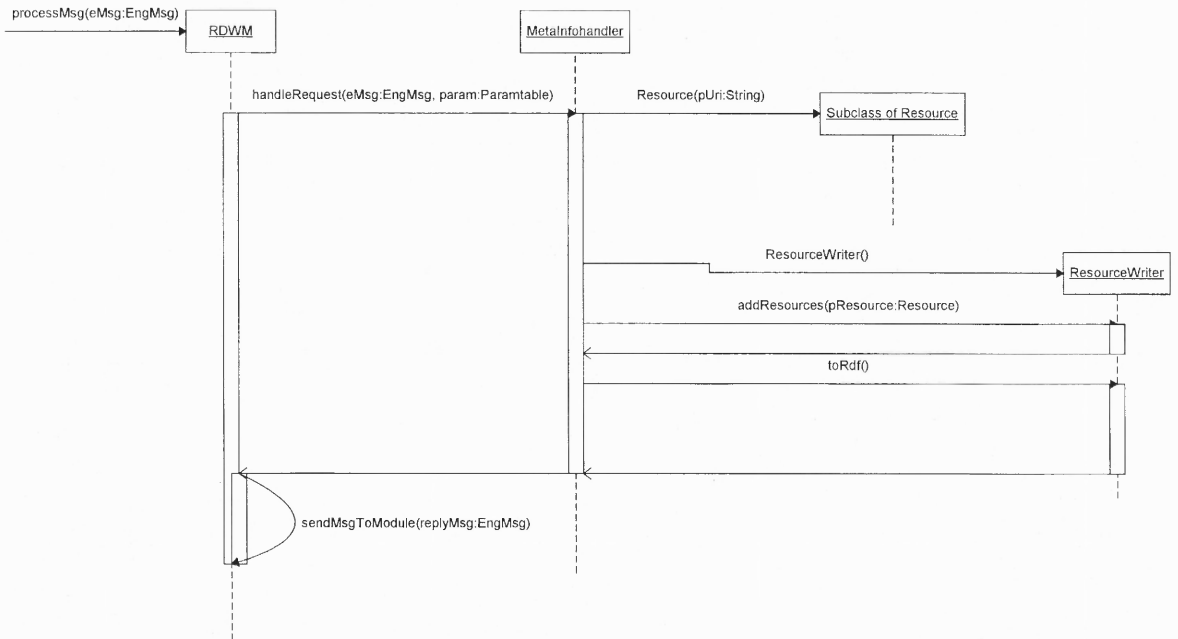 processMsg(eMsg:EngMsg)
RDWM
MetaInfohandler
handleRequest(eMsg:EngMsg, param:Paramtable)
Resource(pUri:String)
Subclass of Resource
ResourceWriter()
ResourceWriter
addResources(pResource:Resource)
toRdf()
sendMsgToModule(replyMsg:EngMsg)